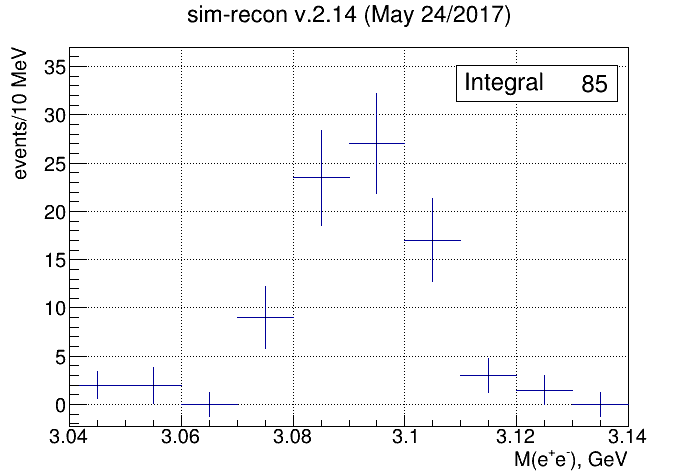 sim-recon v.2.14 (May 24/2017)
events/10 MeV
Integral 85
35
30
25
20
15
10
5
0
3.04 3.06 3.08 3.1 3.12 3.14
M(e⁺e⁻), GeV